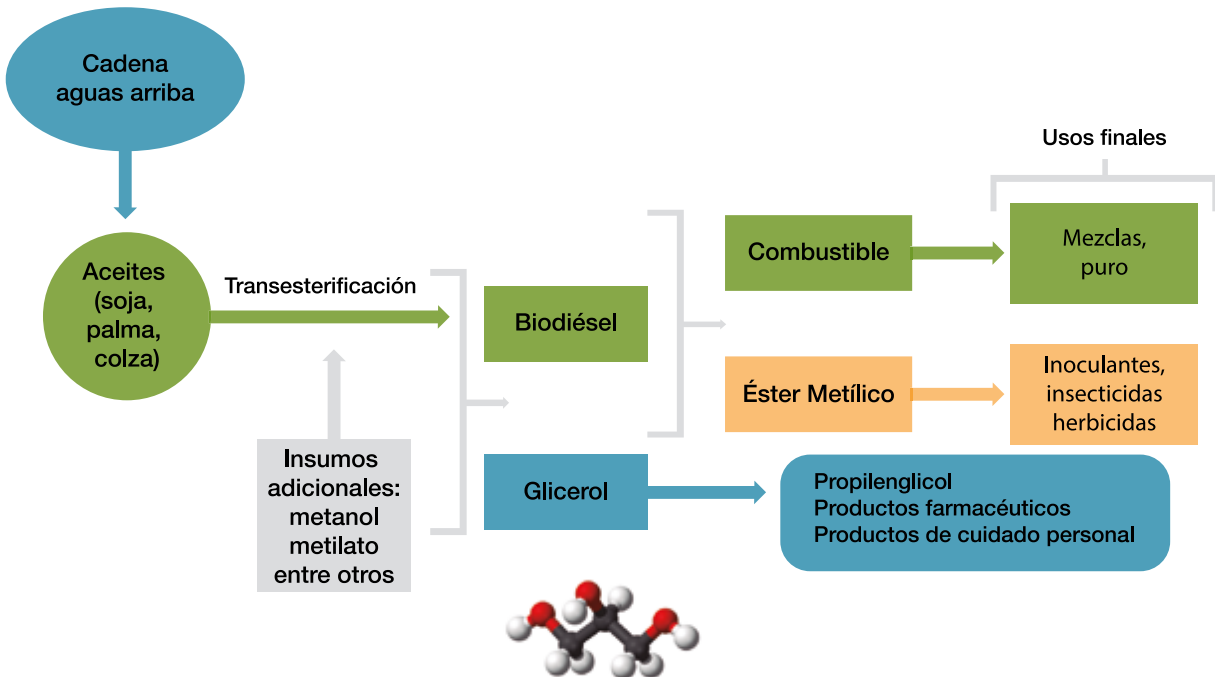 Cadena
aguas arriba
Usos finales
Aceites
(soja,
palma,
colza)
Transesterificación
Insumos
adicionales:
metanol
metilato
entre otros
Biodiésel
Glicerol
Combustible
Mezclas,
puro
Éster Metílico
Inoculantes,
insecticidas
herbicidas
Propilenglicol
Productos farmacéuticos
Productos de cuidado personal